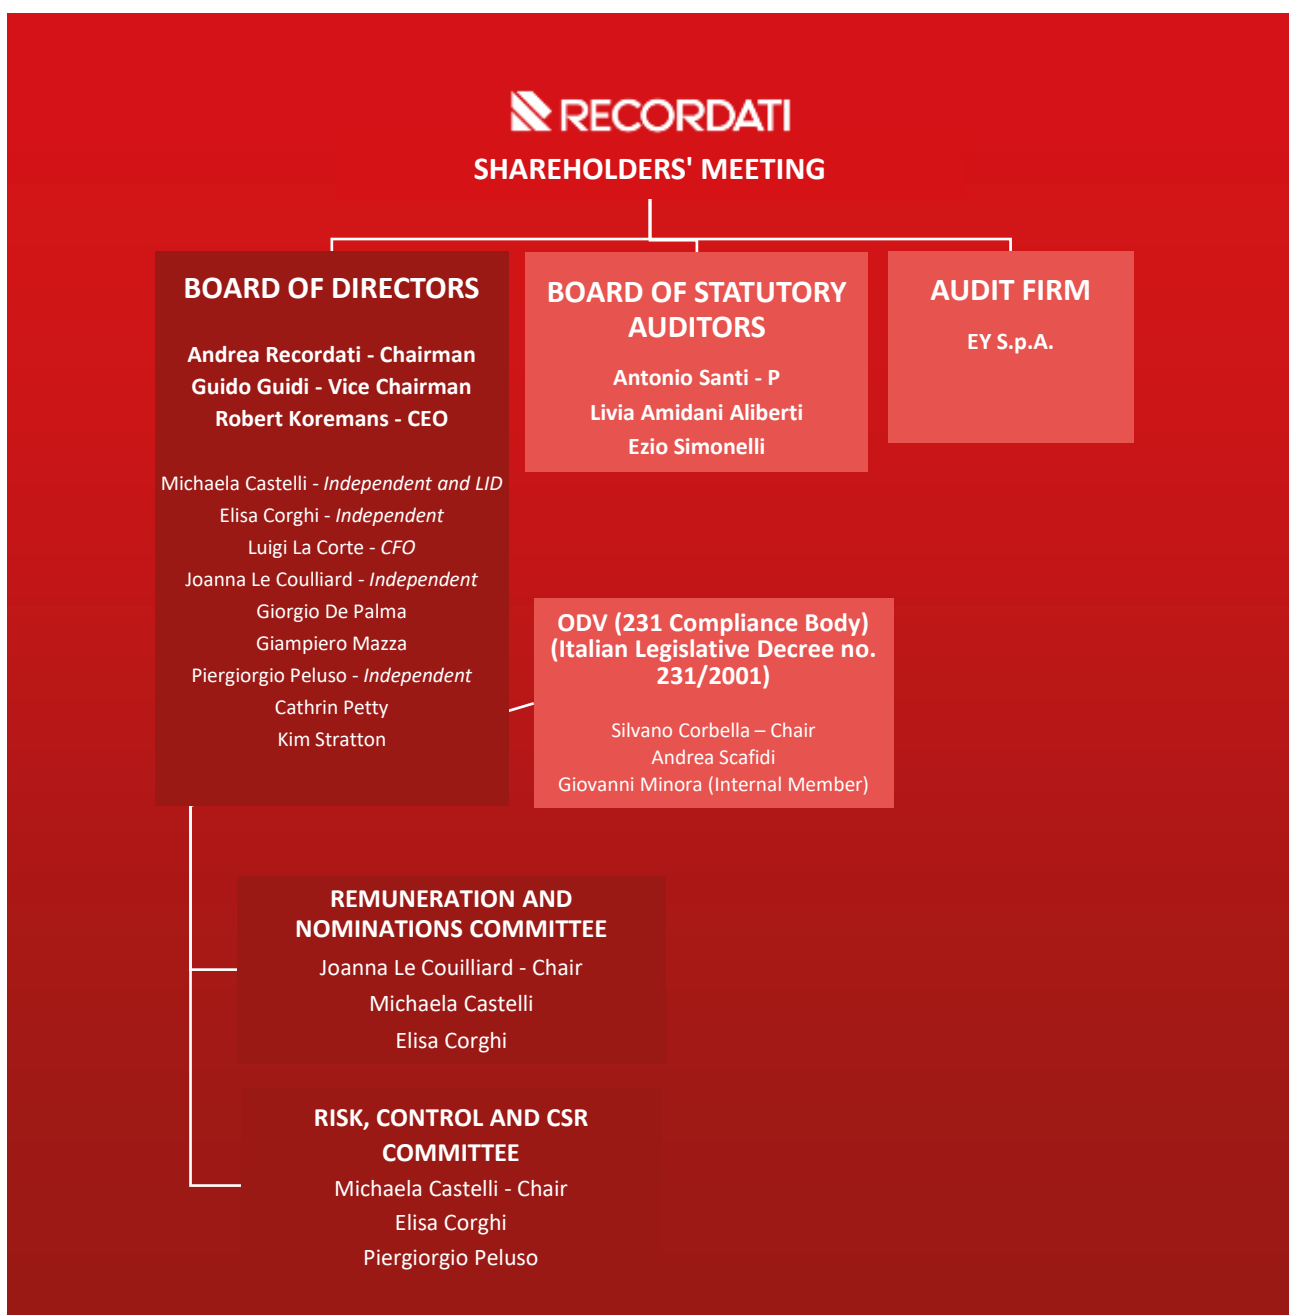 RECORDATI
SHAREHOLDERS' MEETING
BOARD OF DIRECTORS
Andrea Recordati - Chairman
Guido Guidi - Vice Chairman
Robert Koremans - CEO
Michaela Castelli - Independent and LID
Elisa Corghi - Independent
Luigi La Corte - CFO
Joanna Le Coulliard - Independent
Giorgio De Palma
Giampiero Mazza
Piergiorgio Peluso - Independent
Cathrin Petty
Kim Stratton
BOARD OF STATUTORY
AUDITORS
Antonio Santi - P
Livia Amidani Aliberti
Ezio Simonelli
AUDIT FIRM
EY S.p.A.
ODV (231 Compliance Body)
(Italian Legislative Decree no.
231/2001)
Silvano Corbella – Chair
Andrea Scafidi
Giovanni Minora (Internal Member)
REMUNERATION AND
NOMINATIONS COMMITTEE
Joanna Le Couilliard - Chair
Michaela Castelli
Elisa Corghi
RISK, CONTROL AND CSR
COMMITTEE
Michaela Castelli - Chair
Elisa Corghi
Piergiorgio Peluso